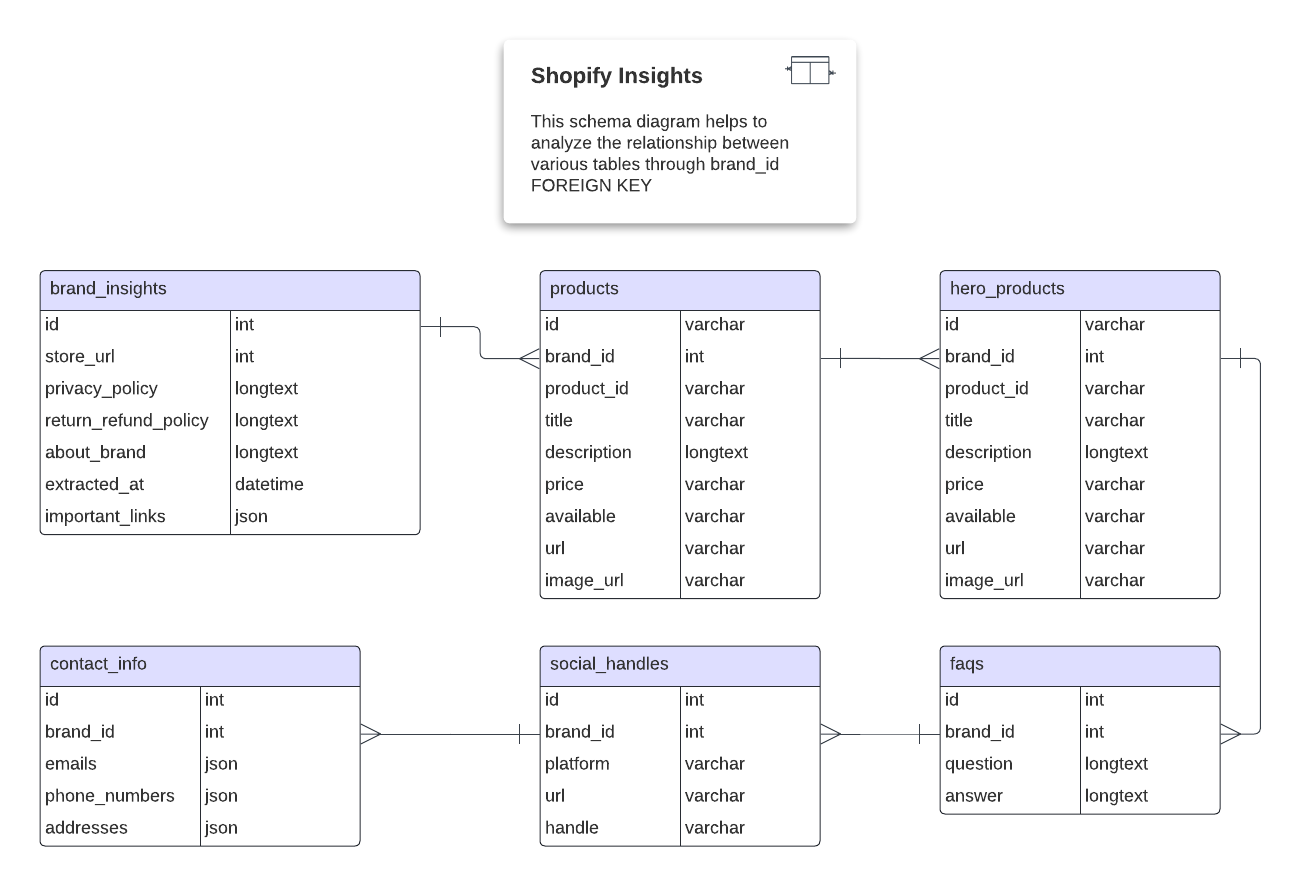 Shopify Insights
This schema diagram helps to
analyze the relationship between
various tables through brand_id
FOREIGN KEY
brand_insights
id int
store_url int
privacy_policy longtext
return_refund_policy longtext
about_brand longtext
extracted_at datetime
important_links json
products
id varchar
brand_id int
product_id varchar
title varchar
description longtext
price varchar
available varchar
url varchar
image_url varchar
hero_products
id varchar
brand_id int
product_id varchar
title varchar
description longtext
price varchar
available varchar
url varchar
image_url varchar
contact_info
id int
brand_id int
emails json
phone_numbers json
addresses json
social_handles
id int
brand_id int
platform varchar
url varchar
handle varchar
faqs
id int
brand_id int
question longtext
answer longtext